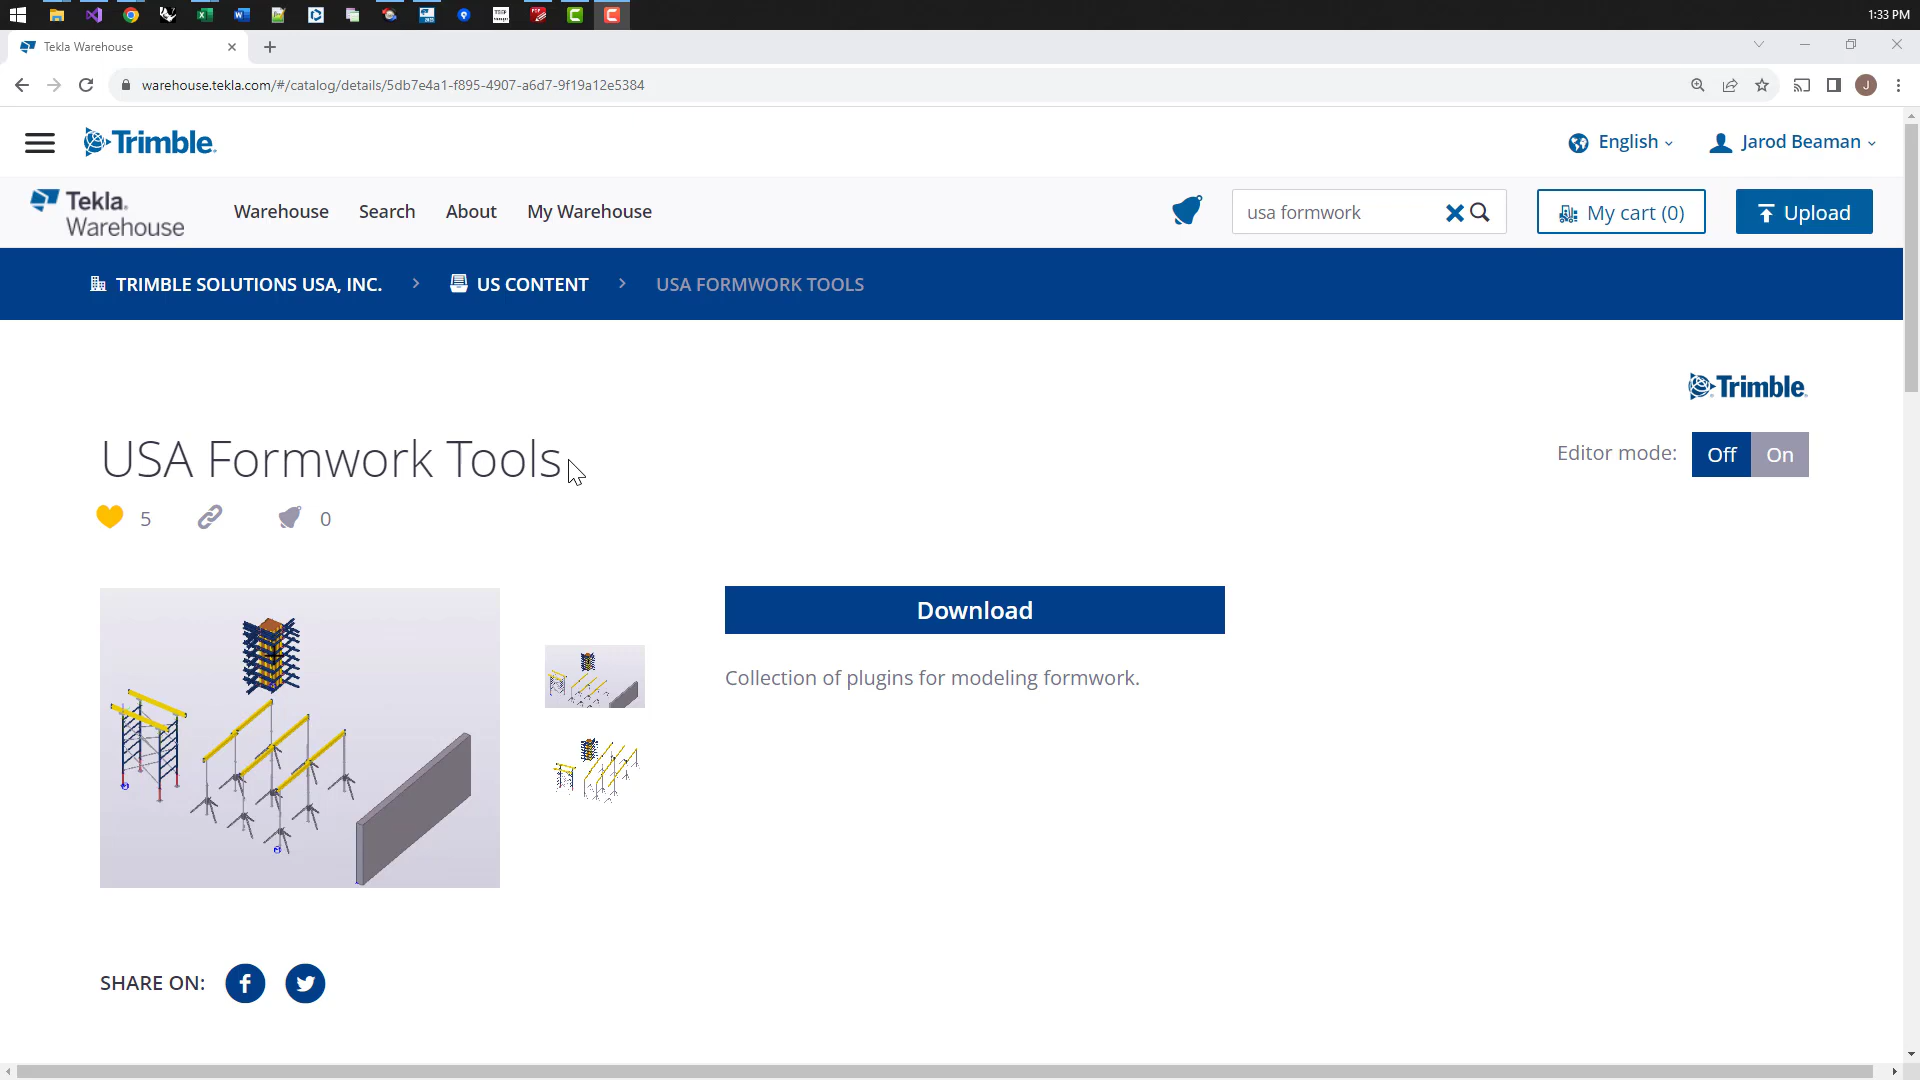 1:33 PM
Tekla Warehouse
warehouse.tekla.com/#/catalog/details/5db7e4a1-f895-4907-a6d7-9f19a12e5384
J
Trimble
English
Jarod Beaman
Tekla
Warehouse
Warehouse
Search
About
My Warehouse
usa formwork
My cart (0)
Upload
TRIMBLE SOLUTIONS USA, INC.
US CONTENT
USA FORMWORK TOOLS
Trimble
USA Formwork Tools
Editor mode:
Off
On
5
0
Download
Collection of plugins for modeling formwork.
SHARE ON: